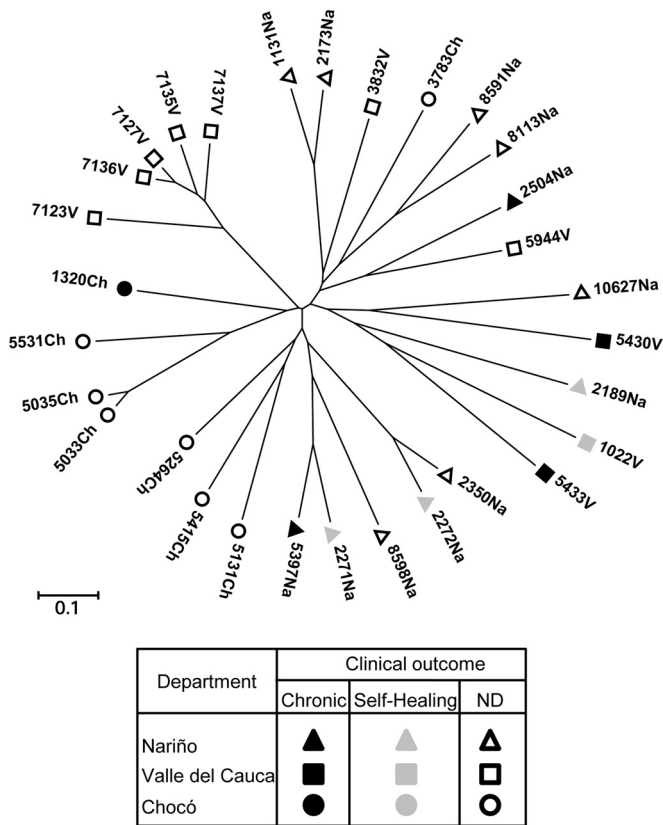 1131Na
2173Na
3832V
3783Ch
8591Na
8113Na
2504Na
5944V
10627Na
5430V
2189Na
1022V
5433V
2350Na
2272Na
8598Na
2271Na
5397Na
5131Ch
5415Ch
5264Ch
5033Ch
5035Ch
5531Ch
1320Ch
7123V
7136V
7127V
7135V
7137V
0.1
Department
Clinical outcome
Chronic Self-Healing ND
Nariño
Valle del Cauca
Chocó